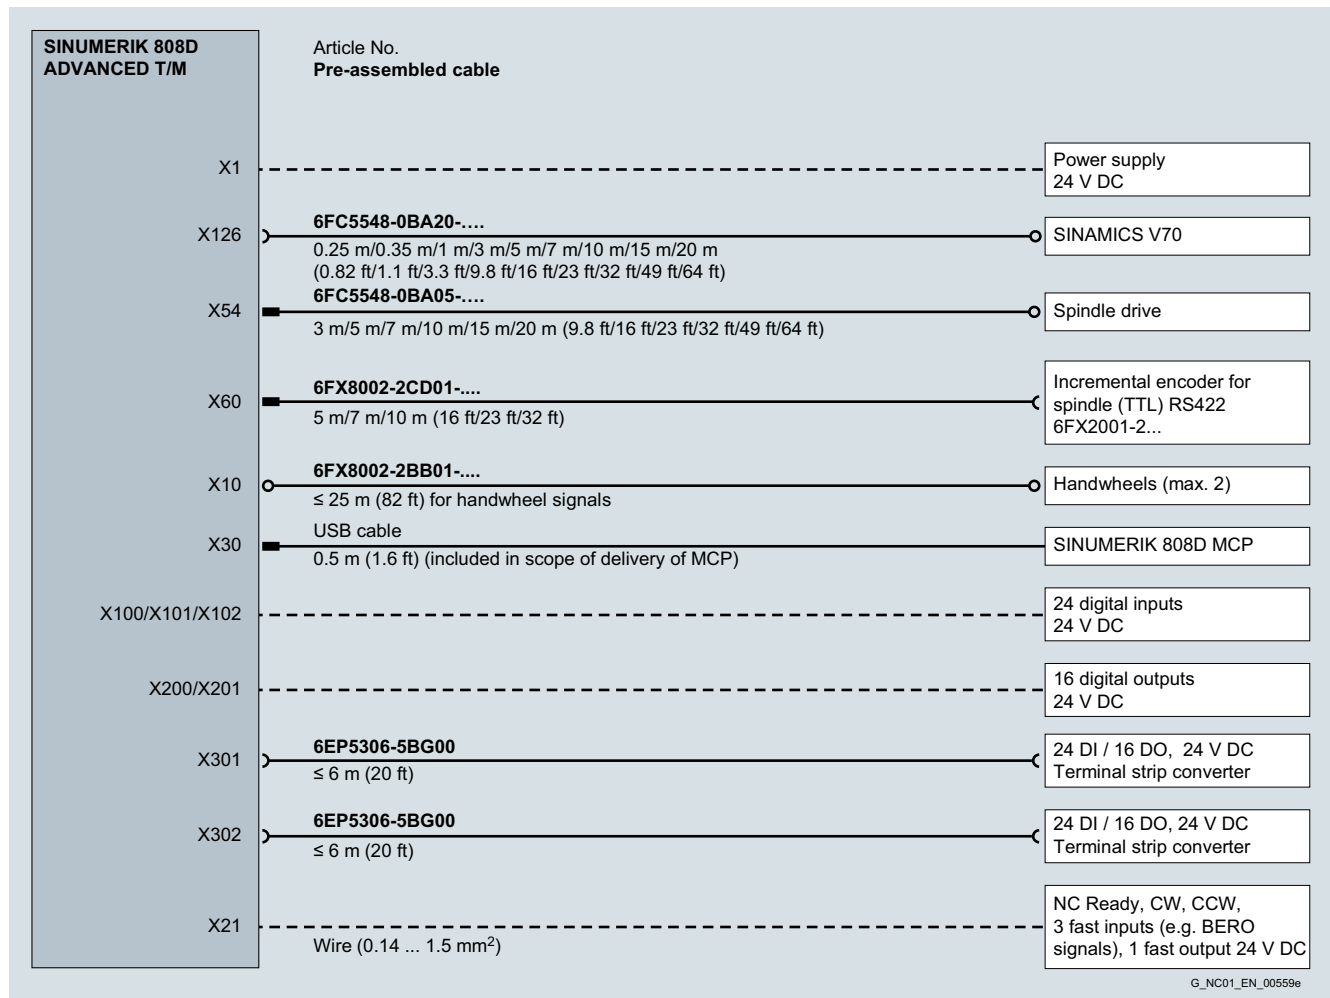 SINUMERIK 808D
ADVANCED T/M
Article No.
Pre-assembled cable
X1
Power supply
24 V DC
X126
6FC5548-0BA20-....
0.25 m/0.35 m/1 m/3 m/5 m/7 m/10 m/15 m/20 m
(0.82 ft/1.1 ft/3.3 ft/9.8 ft/16 ft/23 ft/32 ft/49 ft/64 ft)
SINAMICS V70
X54
6FC5548-0BA05-....
3 m/5 m/7 m/10 m/15 m/20 m (9.8 ft/16 ft/23 ft/32 ft/49 ft/64 ft)
Spindle drive
X60
6FX8002-2CD01-....
5 m/7 m/10 m (16 ft/23 ft/32 ft)
Incremental encoder for
spindle (TTL) RS422
6FX2001-2...
X10
6FX8002-2BB01-....
≤ 25 m (82 ft) for handwheel signals
Handwheels (max. 2)
X30
USB cable
0.5 m (1.6 ft) (included in scope of delivery of MCP)
SINUMERIK 808D MCP
X100/X101/X102
24 digital inputs
24 V DC
X200/X201
16 digital outputs
24 V DC
X301
6EP5306-5BG00
≤ 6 m (20 ft)
24 DI / 16 DO, 24 V DC
Terminal strip converter
X302
6EP5306-5BG00
≤ 6 m (20 ft)
24 DI / 16 DO, 24 V DC
Terminal strip converter
X21
Wire (0.14 ... 1.5 mm²)
NC Ready, CW, CCW,
3 fast inputs (e.g. BERO
signals), 1 fast output 24 V DC
G_NC01_EN_00559e